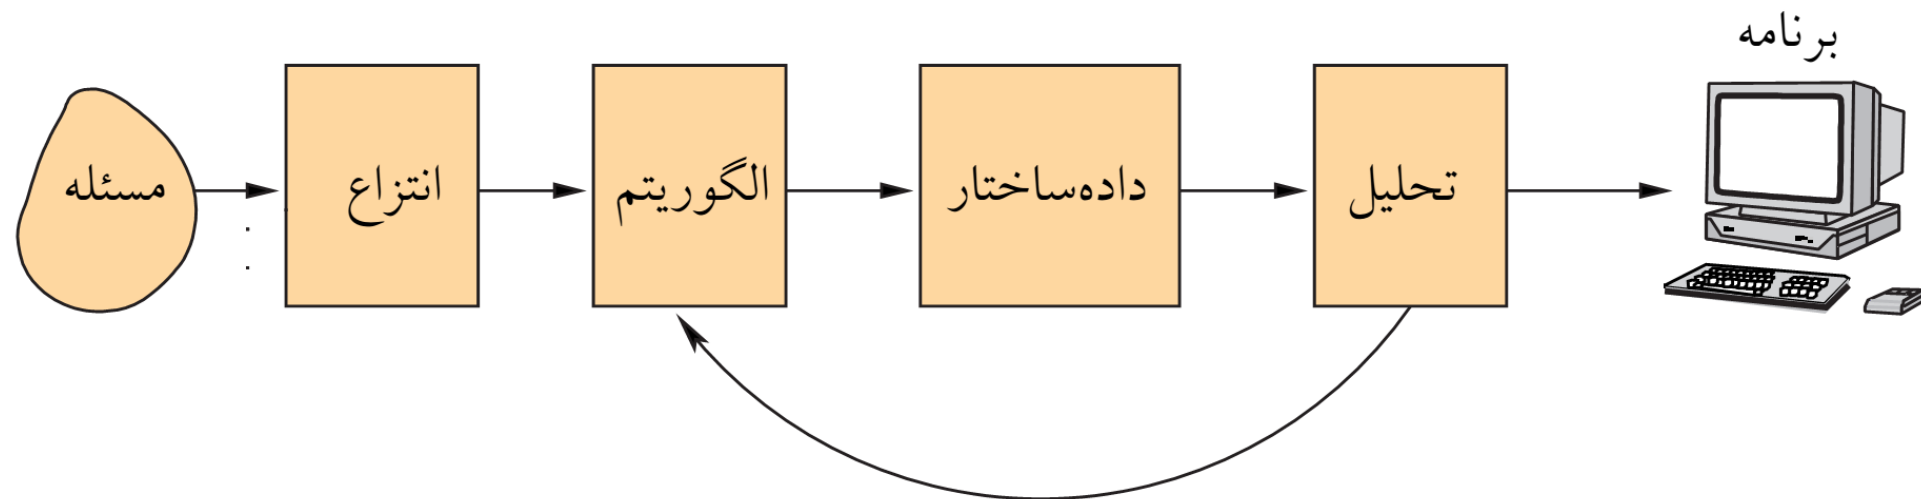 برنامه
مسئله
انتزاع
الگوریتم
داده‌ساختار
تحلیل